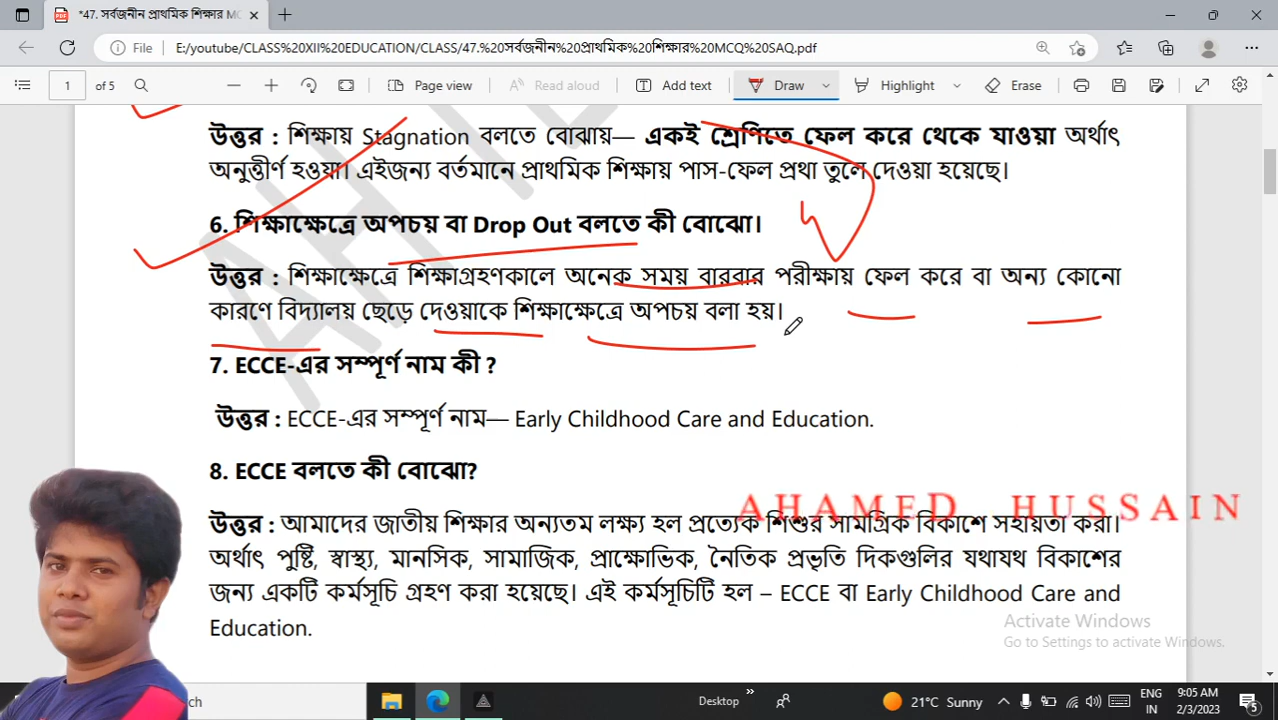 *47. সর্বজনীন প্রাথমিক শিক্ষার MC
File
E:/youtube/CLASS%20XII%20EDUCATION/CLASS/47.%20সর্বজনীন%20প্রাথমিক%20শিক্ষার%20MCQ%20SAQ.pdf
1 of 5
Page view
Read aloud
Add text
Draw
Highlight
Erase
উত্তর : শিক্ষায় Stagnation বলতে বোঝায়— একই শ্রেণিতে ফেল করে থেকে যাওয়া অর্থাৎ
অনুত্তীর্ণ হওয়া। এইজন্য বর্তমানে প্রাথমিক শিক্ষায় পাস-ফেল প্রথা তুলে দেওয়া হয়েছে।
6. শিক্ষাক্ষেত্রে অপচয় বা Drop Out বলতে কী বোঝো।
উত্তর : শিক্ষাক্ষেত্রে শিক্ষাগ্রহণকালে অনেক সময় বারবার পরীক্ষায় ফেল করে বা অন্য কোনো
কারণে বিদ্যালয় ছেড়ে দেওয়াকে শিক্ষাক্ষেত্রে অপচয় বলা হয়।
7. ECCE-এর সম্পূর্ণ নাম কী ?
উত্তর : ECCE-এর সম্পূর্ণ নাম— Early Childhood Care and Education.
8. ECCE বলতে কী বোঝো?
AHAMED HUSSAIN
উত্তর : আমাদের জাতীয় শিক্ষার অন্যতম লক্ষ্য হল প্রত্যেক শিশুর সামগ্রিক বিকাশে সহায়তা করা।
অর্থাৎ পুষ্টি, স্বাস্থ্য, মানসিক, সামাজিক, প্রাক্ষোভিক, নৈতিক প্রভৃতি দিকগুলির যথাযথ বিকাশের
জন্য একটি কর্মসূচি গ্রহণ করা হয়েছে। এই কর্মসূচিটি হল – ECCE বা Early Childhood Care and
Education.
Activate Windows
Go to Settings to activate Windows.
rch
Desktop
21°C Sunny
ENG
IN
9:05 AM
2/3/2023
5